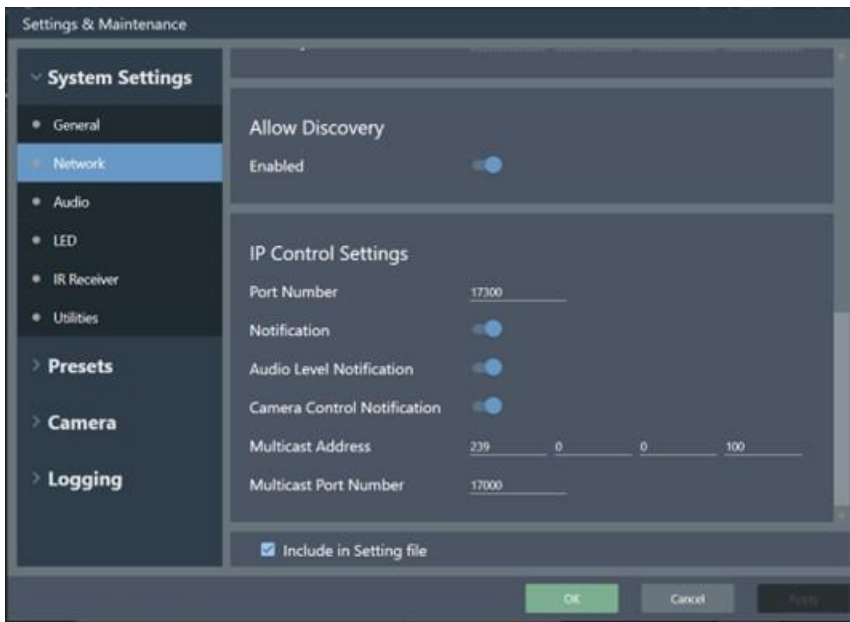 Settings & Maintenance
System Settings
General
Network
Audio
LED
IR Receiver
Utilities
Presets
Camera
Logging
Allow Discovery
Enabled
IP Control Settings
Port Number 17300
Notification
Audio Level Notification
Camera Control Notification
Multicast Address 239 0 0 100
Multicast Port Number 17000
Include in Setting file
OK Cancel Apply